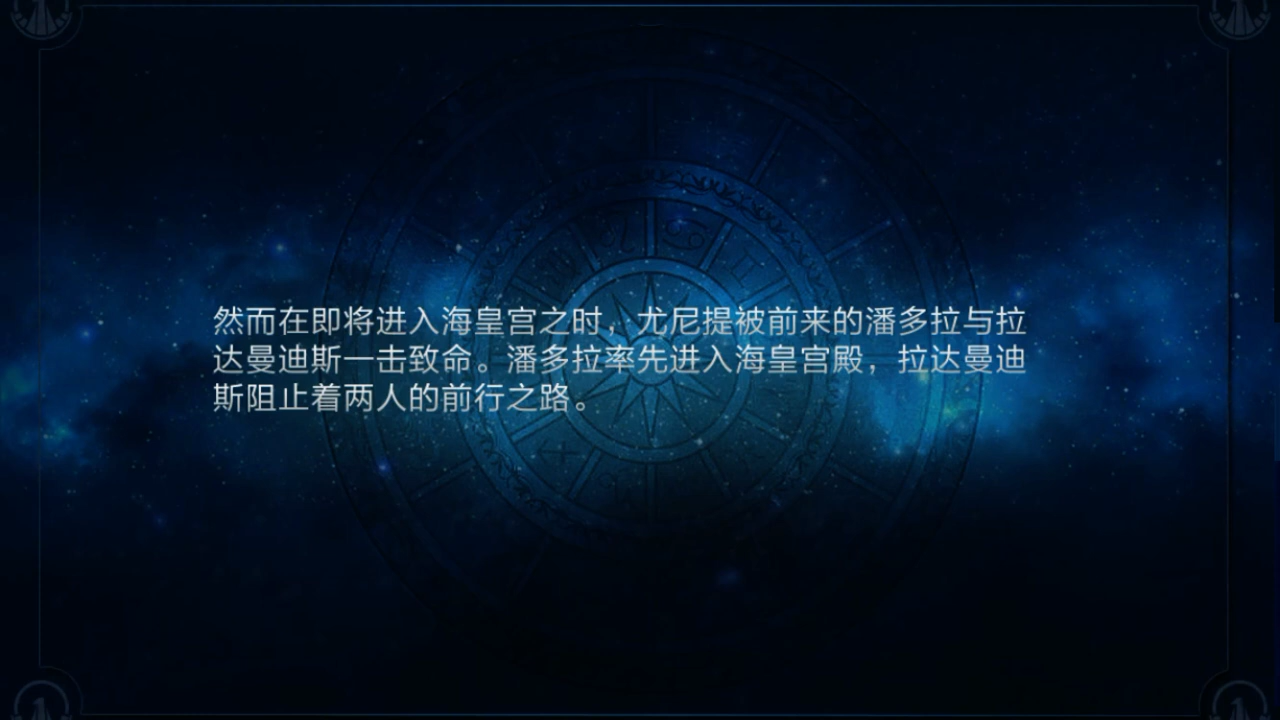 然而在即将进入海皇宫之时，尤尼提被前来的潘多拉与拉
达曼迪斯一击致命。潘多拉率先进入海皇宫殿，拉达曼迪
斯阻止着两人的前行之路。